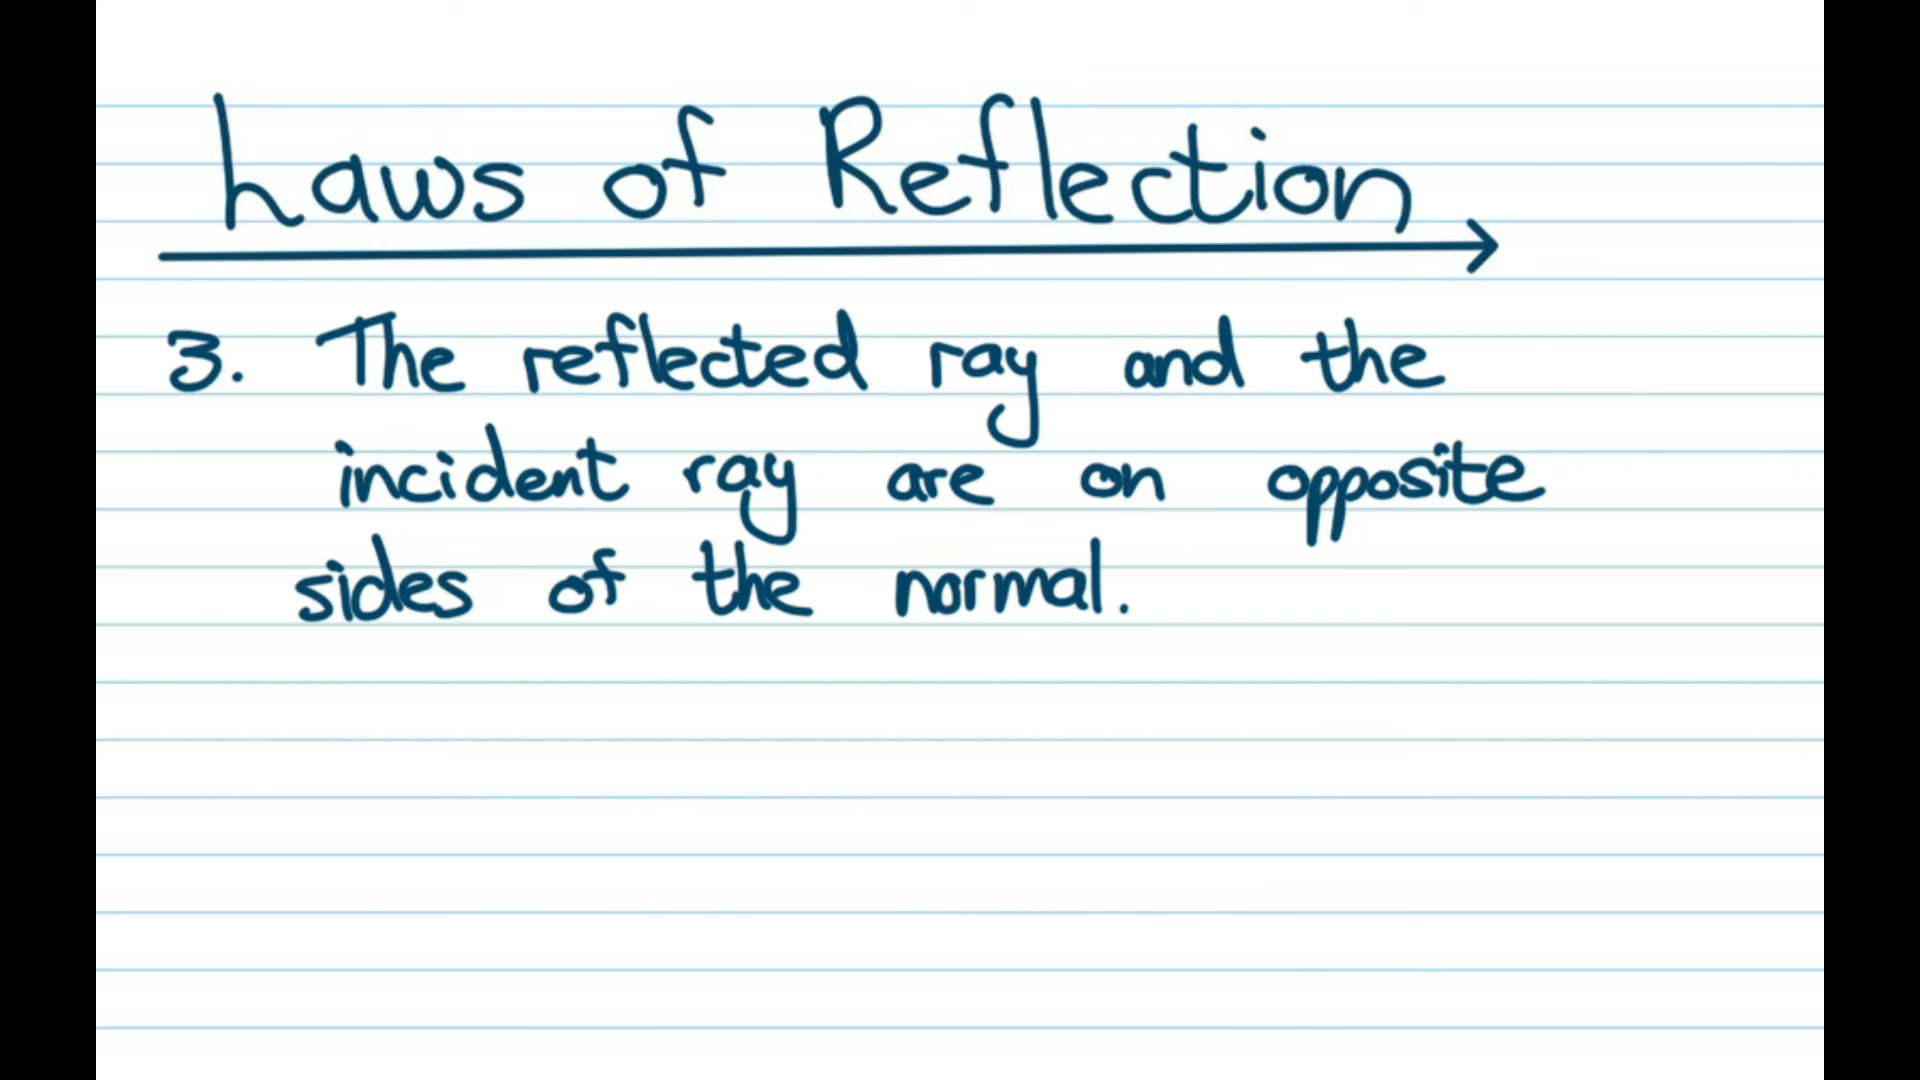 Laws of Reflection
3. The reflected ray and the
incident ray are on opposite
sides of the normal.